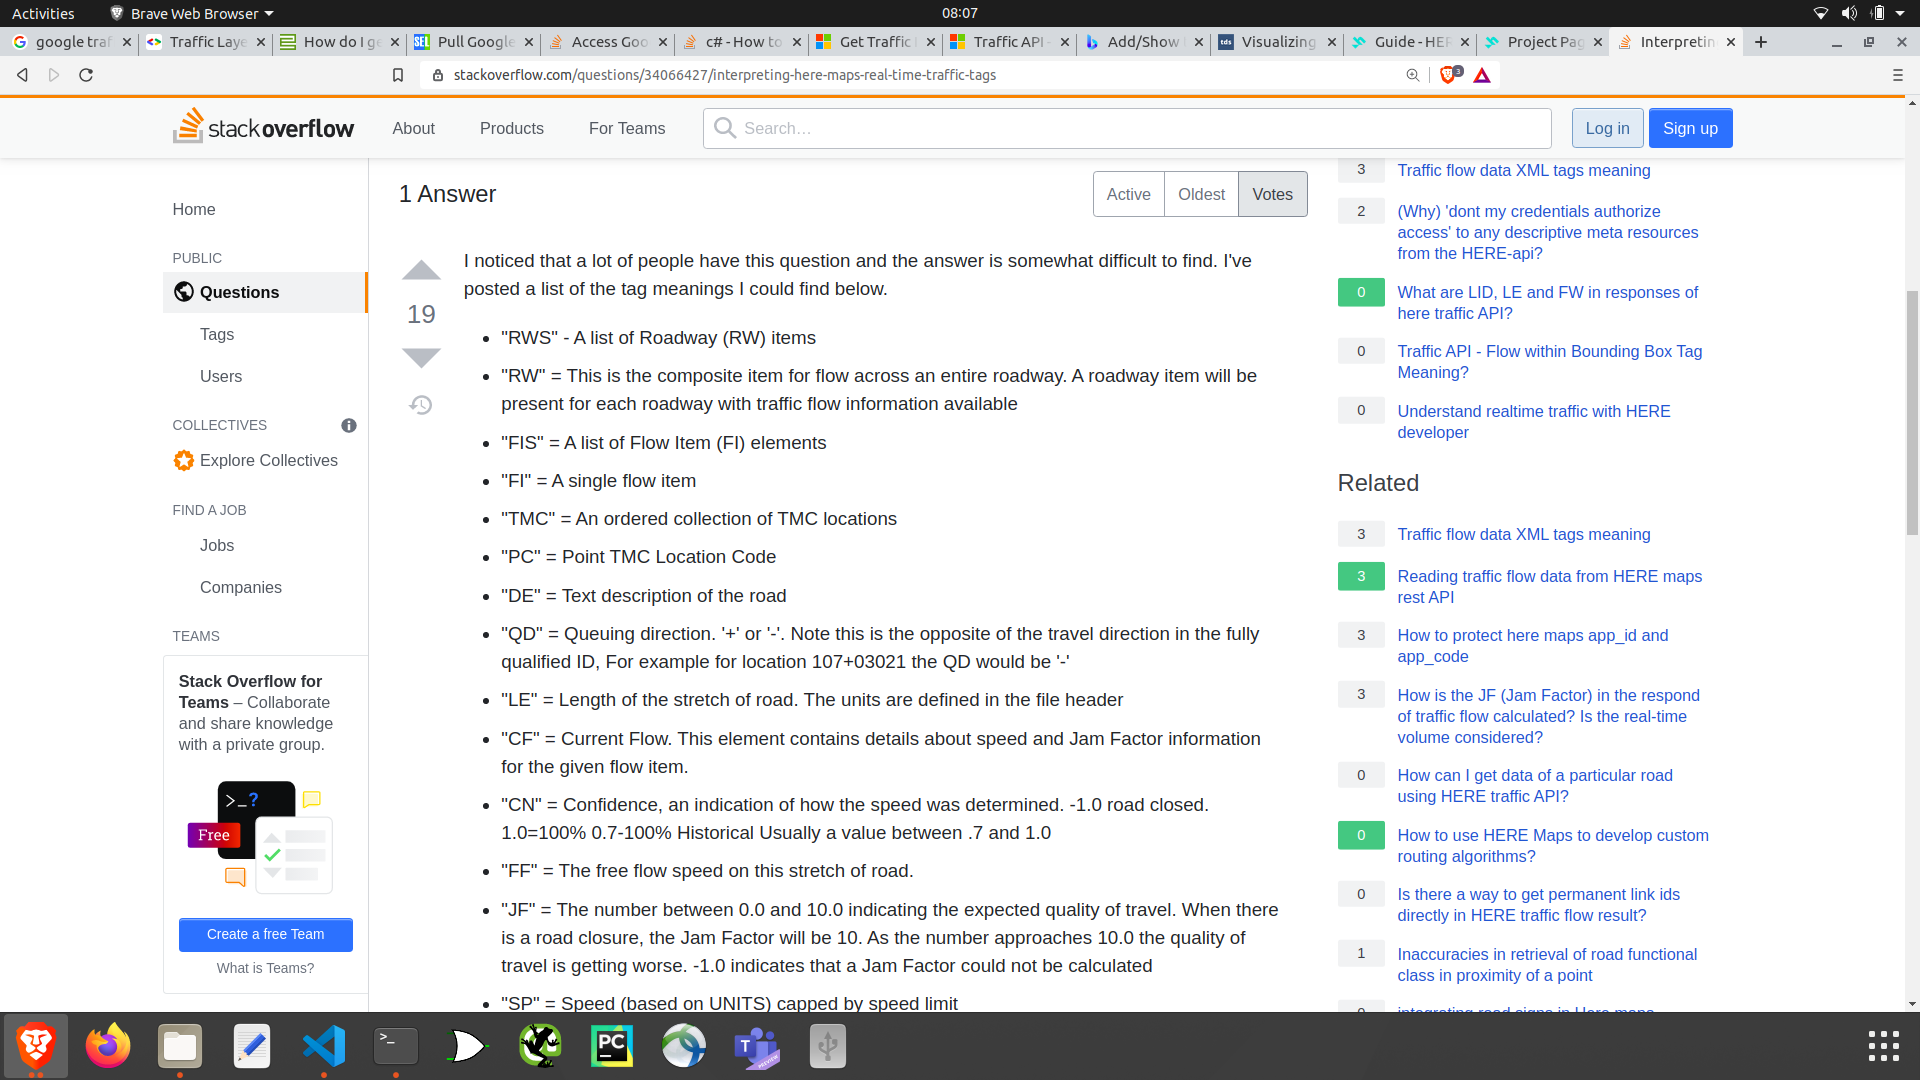 Activities
Brave Web Browser
08:07
google traf
Traffic Laye
How do I ge
SEL
Pull Google
Access Goo
c# - How to
Get Traffic
Traffic API -
Add/Show
tds
Visualizing
Guide - HER
Project Pag
Interpretin
stackoverflow.com/questions/34066427/interpreting-here-maps-real-time-traffic-tags
3
stackoverflow
About
Products
For Teams
Search…
Log in
Sign up
Home
PUBLIC
Questions
Tags
Users
COLLECTIVES
Explore Collectives
FIND A JOB
Jobs
Companies
TEAMS
Stack Overflow for
Teams – Collaborate
and share knowledge
with a private group.
>_?
Free
Create a free Team
What is Teams?
1 Answer
Active
Oldest
Votes
19
I noticed that a lot of people have this question and the answer is somewhat difficult to find. I've
posted a list of the tag meanings I could find below.
"RWS" - A list of Roadway (RW) items
"RW" = This is the composite item for flow across an entire roadway. A roadway item will be
present for each roadway with traffic flow information available
"FIS" = A list of Flow Item (FI) elements
"FI" = A single flow item
"TMC" = An ordered collection of TMC locations
"PC" = Point TMC Location Code
"DE" = Text description of the road
"QD" = Queuing direction. '+' or '-'. Note this is the opposite of the travel direction in the fully
qualified ID, For example for location 107+03021 the QD would be '-'
"LE" = Length of the stretch of road. The units are defined in the file header
"CF" = Current Flow. This element contains details about speed and Jam Factor information
for the given flow item.
"CN" = Confidence, an indication of how the speed was determined. -1.0 road closed.
1.0=100% 0.7-100% Historical Usually a value between .7 and 1.0
"FF" = The free flow speed on this stretch of road.
"JF" = The number between 0.0 and 10.0 indicating the expected quality of travel. When there
is a road closure, the Jam Factor will be 10. As the number approaches 10.0 the quality of
travel is getting worse. -1.0 indicates that a Jam Factor could not be calculated
"SP" = Speed (based on UNITS) capped by speed limit
3
Traffic flow data XML tags meaning
2
(Why) 'dont my credentials authorize
access' to any descriptive meta resources
from the HERE-api?
0
What are LID, LE and FW in responses of
here traffic API?
0
Traffic API - Flow within Bounding Box Tag
Meaning?
0
Understand realtime traffic with HERE
developer
Related
3
Traffic flow data XML tags meaning
3
Reading traffic flow data from HERE maps
rest API
3
How to protect here maps app_id and
app_code
3
How is the JF (Jam Factor) in the respond
of traffic flow calculated? Is the real-time
volume considered?
0
How can I get data of a particular road
using HERE traffic API?
0
How to use HERE Maps to develop custom
routing algorithms?
0
Is there a way to get permanent link ids
directly in HERE traffic flow result?
1
Inaccuracies in retrieval of road functional
class in proximity of a point
0
integrating road signs in Here maps
>_
PC
T
PREVIEW